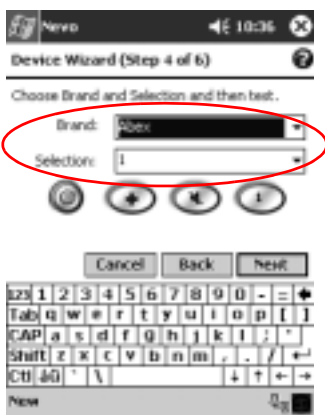 Nevo 10:36
Device Wizard (Step 4 of 6)
Choose Brand and Selection and then test.
Brand: Abex
Selection: 1
1
Cancel Back Next
123 1 2 3 4 5 6 7 8 9 0 - =
Tab q w e r t y u i o p [ ]
CAP a s d f g h j k l ; '
Shift z x c v b n m , . /
Ctl áü ` \
New